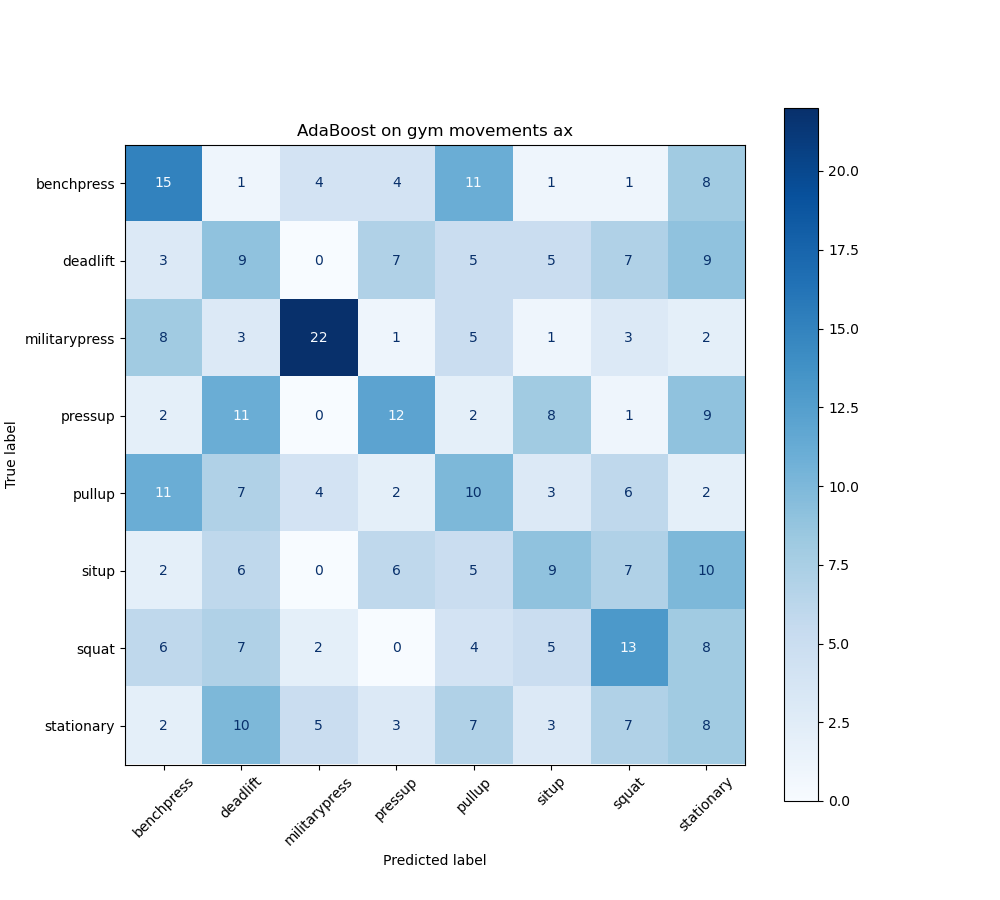 AdaBoost on gym movements ax
True label
benchpress 15 1 4 4 11 1 1 8
deadlift 3 9 0 7 5 5 7 9
militarypress 8 3 22 1 5 1 3 2
pressup 2 11 0 12 2 8 1 9
pullup 11 7 4 2 10 3 6 2
situp 2 6 0 6 5 9 7 10
squat 6 7 2 0 4 5 13 8
stationary 2 10 5 3 7 3 7 8
benchpress deadlift militarypress pressup pullup situp squat stationary
Predicted label
20.0
17.5
15.0
12.5
10.0
7.5
5.0
2.5
0.0